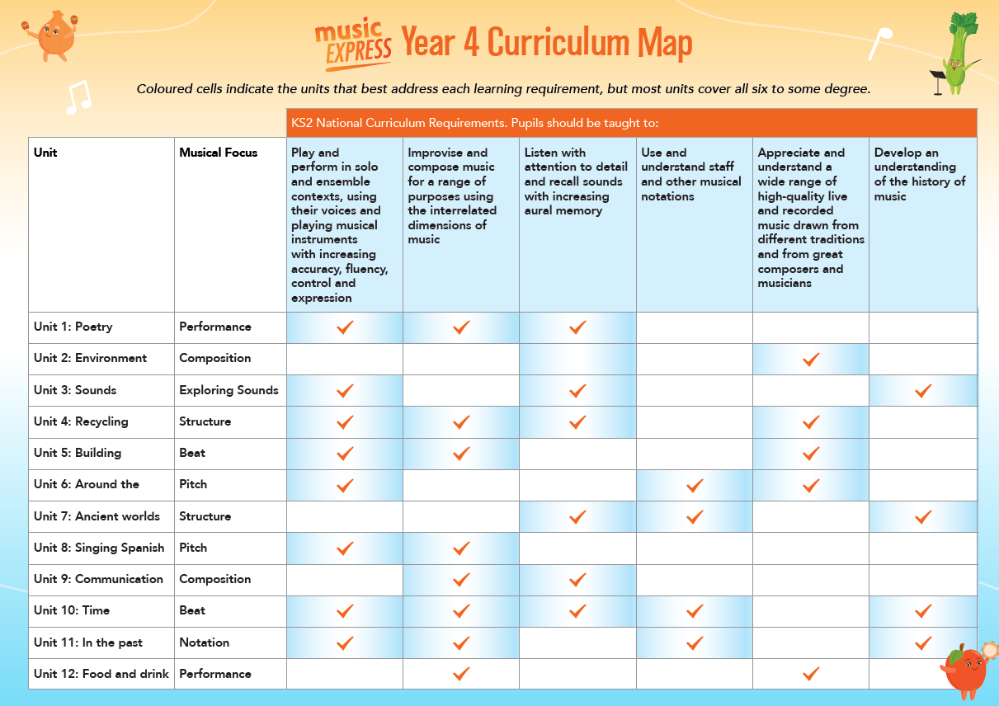 music
EXPRESS
Year 4 Curriculum Map
Coloured cells indicate the units that best address each learning requirement, but most units cover all six to some degree.
KS2 National Curriculum Requirements. Pupils should be taught to:
Unit
Musical Focus
Play and
perform in solo
and ensemble
contexts, using
their voices and
playing musical
instruments
with increasing
accuracy, fluency,
control and
expression
Improvise and
compose music
for a range of
purposes using
the interrelated
dimensions of
music
Listen with
attention to detail
and recall sounds
with increasing
aural memory
Use and
understand staff
and other musical
notations
Appreciate and
understand a
wide range of
high-quality live
and recorded
music drawn from
different traditions
and from great
composers and
musicians
Develop an
understanding
of the history of
music
Unit 1: Poetry Performance
Unit 2: Environment Composition
Unit 3: Sounds Exploring Sounds
Unit 4: Recycling Structure
Unit 5: Building Beat
Unit 6: Around the Pitch
Unit 7: Ancient worlds Structure
Unit 8: Singing Spanish Pitch
Unit 9: Communication Composition
Unit 10: Time Beat
Unit 11: In the past Notation
Unit 12: Food and drink Performance